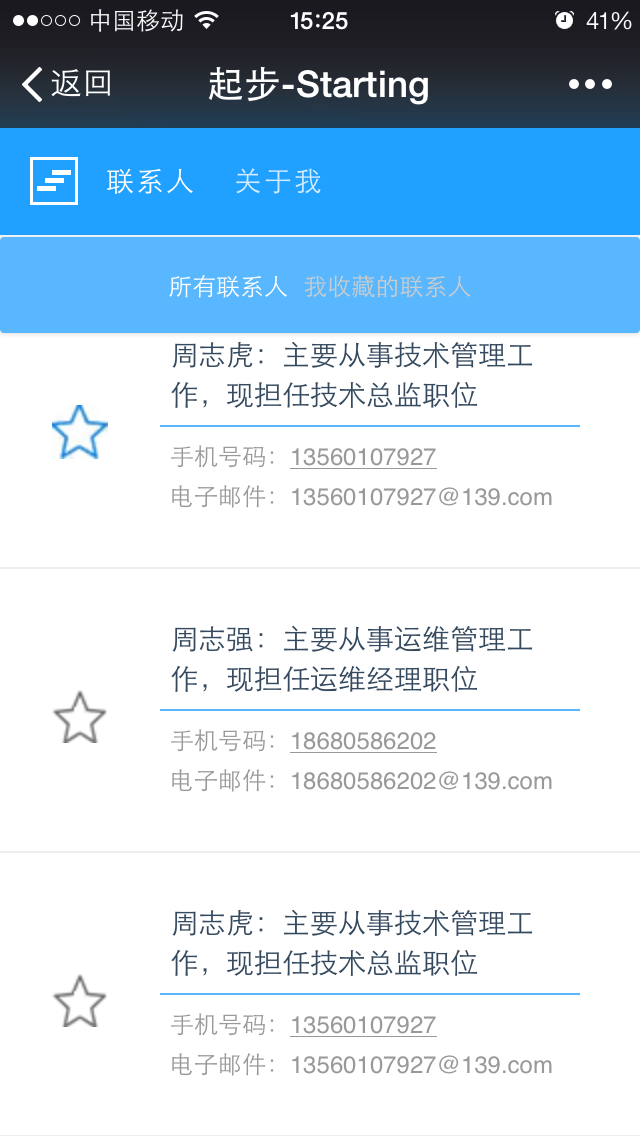 中国移动 15:25 41%
返回 起步-Starting
联系人 关于我
所有联系人 我收藏的联系人
周志虎：主要从事技术管理工
作，现担任技术总监职位
手机号码：13560107927
电子邮件：13560107927@139.com
周志强：主要从事运维管理工
作，现担任运维经理职位
手机号码：18680586202
电子邮件：18680586202@139.com
周志虎：主要从事技术管理工
作，现担任技术总监职位
手机号码：13560107927
电子邮件：13560107927@139.com